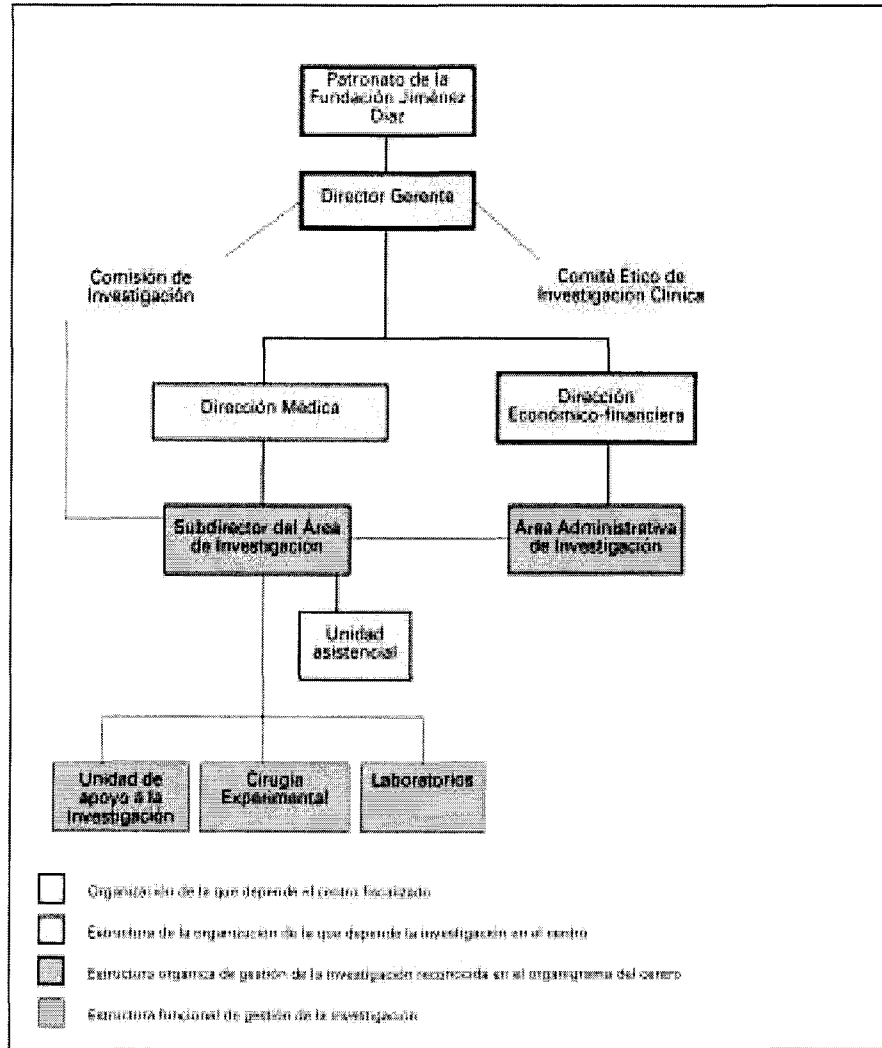 Patronato de la
Fundación Jiménez
Díaz
Director Gerente
Comisión de
Investigación
Comité Etico de
Investigación Clínica
Dirección Médica
Dirección
Económico-financiera
Subdirector del Área
de Investigación
Area Administrativa
de Investigación
Unidad
asistencial
Unidad de
apoyo a la
Investigación
Cirugía
Experimental
Laboratorios
Organización de la que depende el centro fiscalizado
Estructura de la organización de la que depende la investigación en el centro
Estructura orgánica de gestión de la investigación reconocida en el organigrama del centro
Estructura funcional de gestión de la investigación